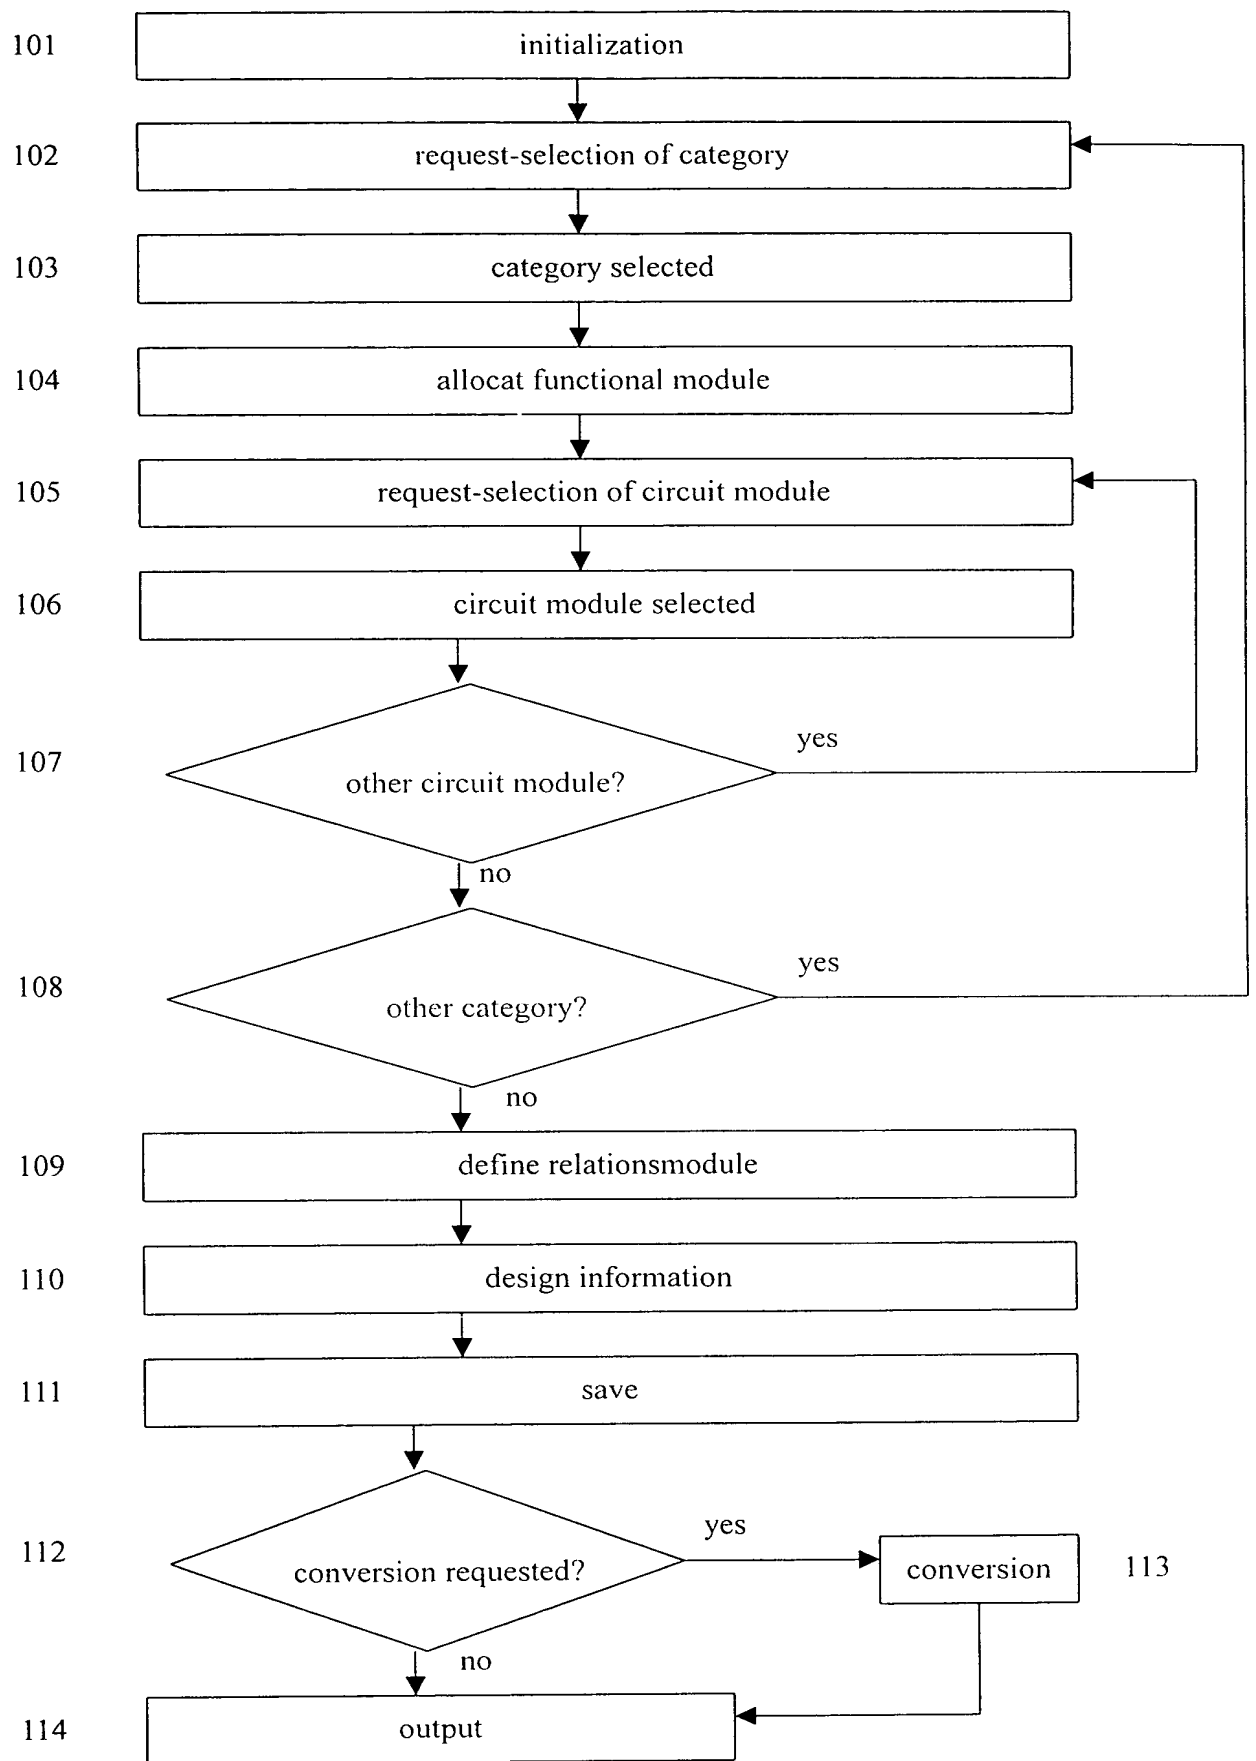 101 initialization
102 request-selection of category
103 category selected
104 allocat functional module
105 request-selection of circuit module
106 circuit module selected
yes
107 other circuit module?
no
yes
108 other category?
no
109 define relationsmodule
110 design information
111 save
yes
112 conversion requested? conversion 113
no
114 output